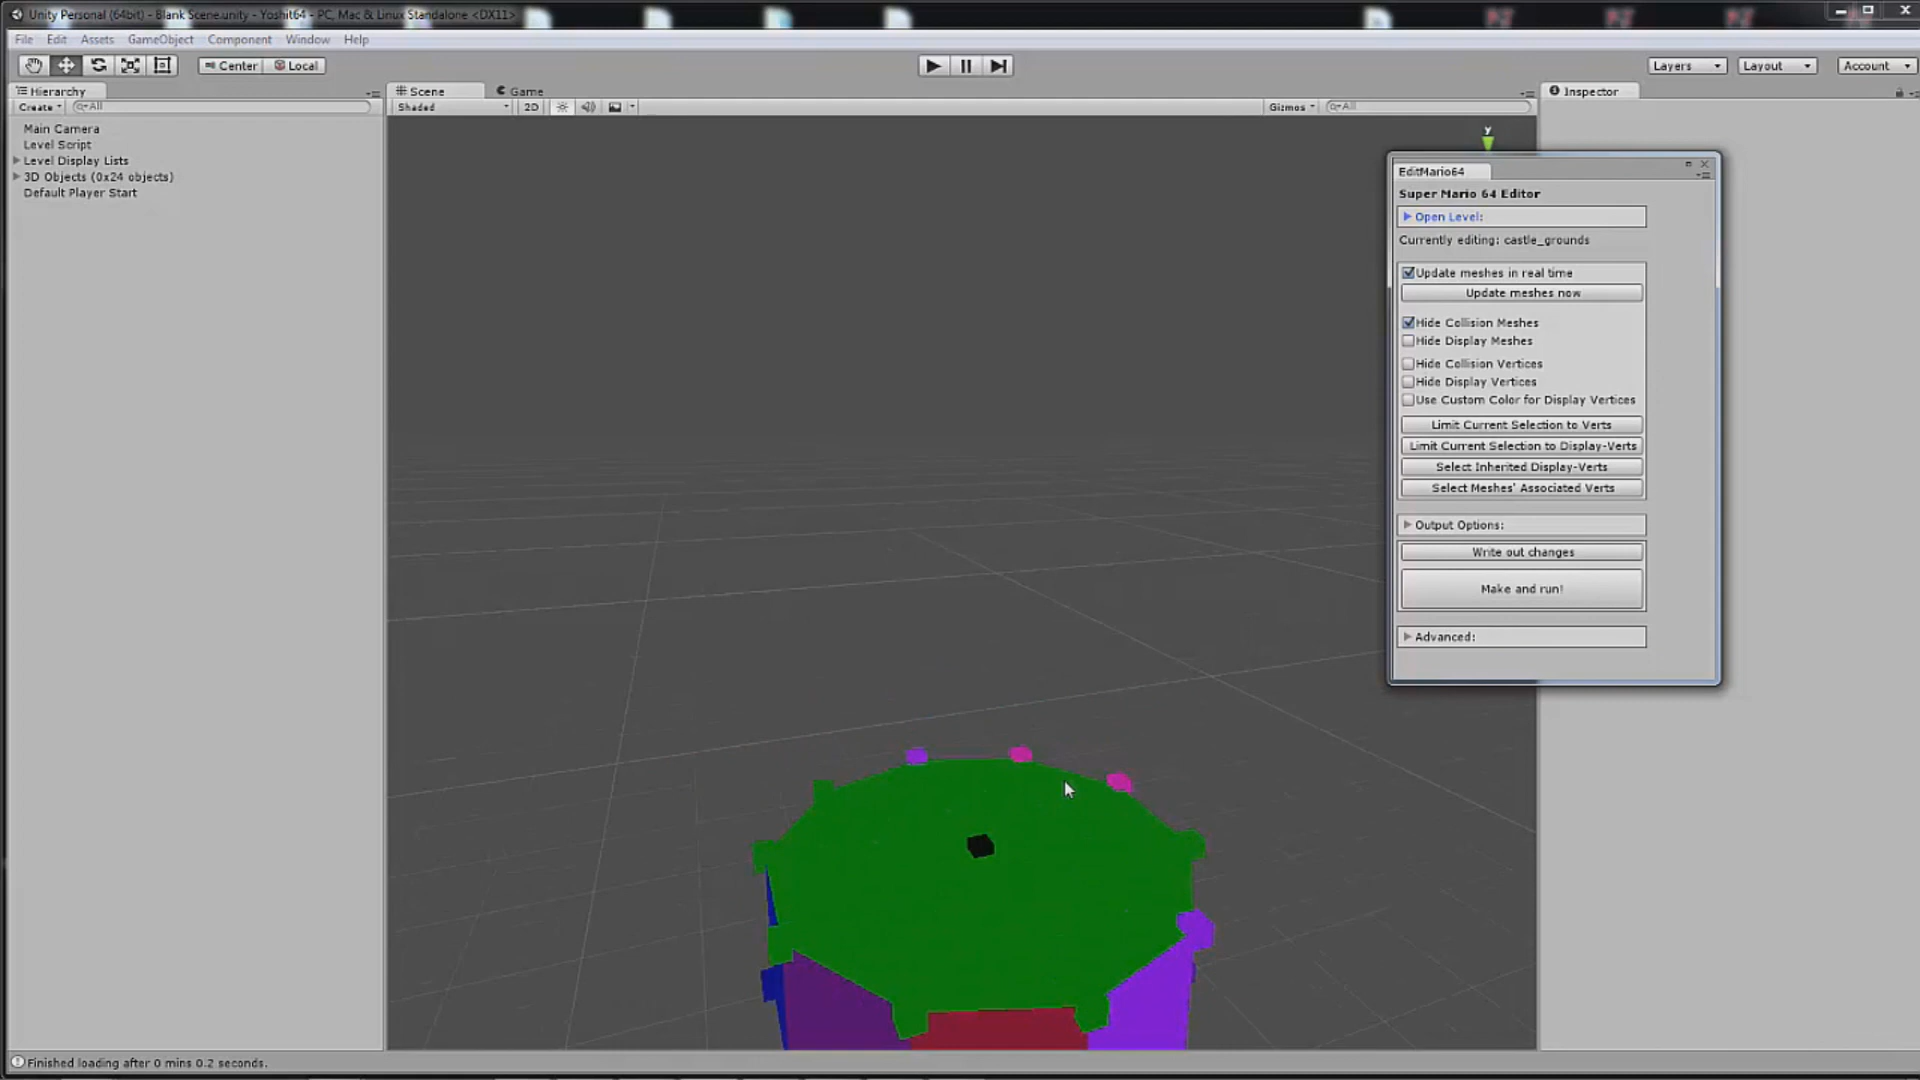 Unity Personal (64bit) - Blank Scene.unity - Yoshit64 - PC, Mac & Linux Standalone <DX11>
File Edit Assets GameObject Component Window Help
Center Local Layers Layout Account
Hierarchy Scene Game Inspector
Create All Shaded 2D Gizmos All
Main Camera
Level Script
Level Display Lists
3D Objects (0x24 objects)
Default Player Start
y
EditMario64
Super Mario 64 Editor
Open Level:
Currently editing: castle_grounds
Update meshes in real time
Update meshes now
Hide Collision Meshes
Hide Display Meshes
Hide Collision Vertices
Hide Display Vertices
Use Custom Color for Display Vertices
Limit Current Selection to Verts
Limit Current Selection to Display-Verts
Select Inherited Display-Verts
Select Meshes' Associated Verts
Output Options:
Write out changes
Make and run!
Advanced:
Finished loading after 0 mins 0.2 seconds.